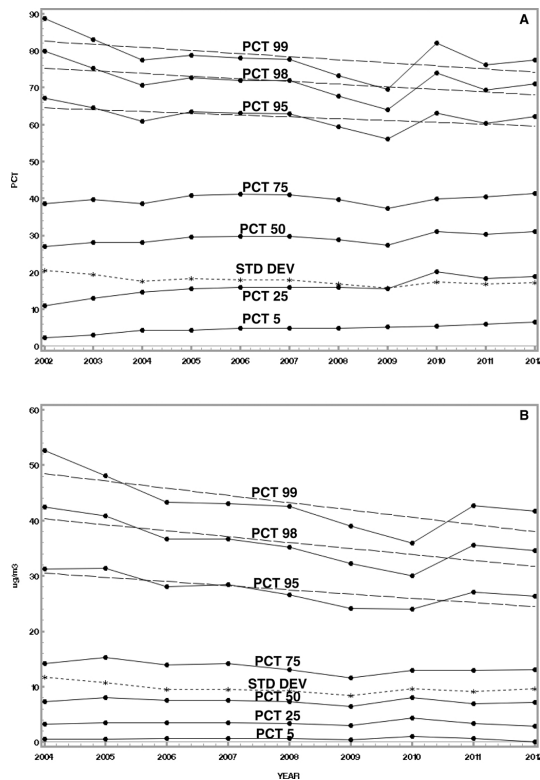 90
A
PCT 99
80
PCT 98
70
PCT 95
60
50
PCT
PCT 75
40
PCT 50
30
STD DEV
20
PCT 25
10
PCT 5
0
2002 2003 2004 2005 2006 2007 2008 2009 2010 2011 2012
60
B
50
PCT 99
40
PCT 98
30
PCT 95
ug/m3
20
PCT 75
STD DEV
10
PCT 50
PCT 25
PCT 5
0
2004 2005 2006 2007 2008 2009 2010 2011 2012
YEAR